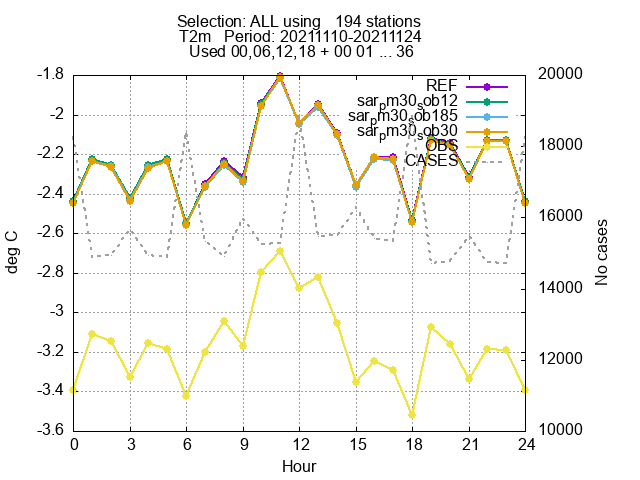 Selection: ALL using   194 stations
T2m   Period: 20211110-20211124
Used 00,06,12,18 + 00 01 ... 36
-1.8
-2
-2.2
-2.4
-2.6
-2.8
-3
-3.2
-3.4
-3.6
deg C
20000
18000
16000
14000
12000
10000
No cases
REF
sarpm30sob12
sarpm30sob185
sarpm30sob30
OBS
CASES
0 3 6 9 12 15 18 21 24
Hour